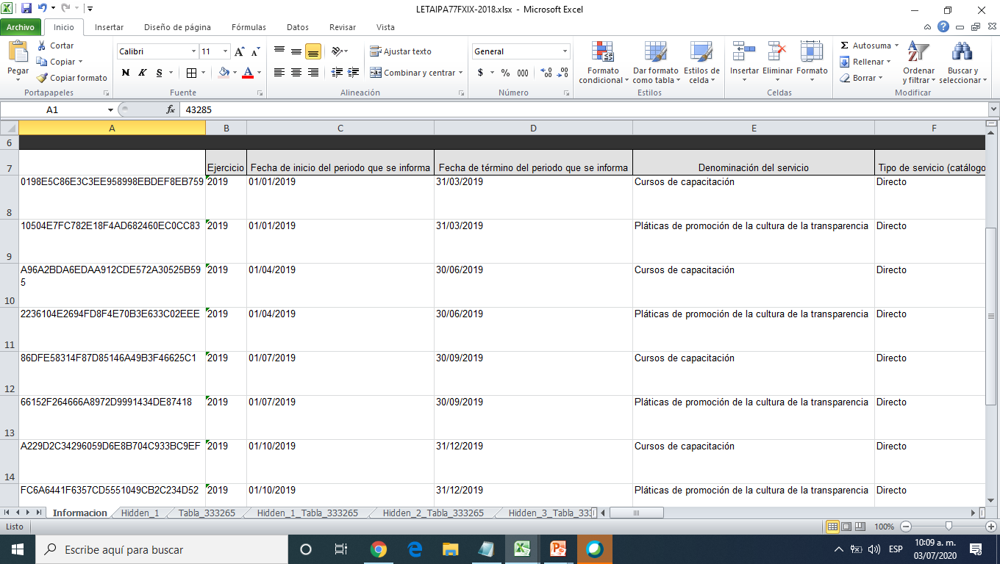 LETAIPA77FXIX-2018.xlsx - Microsoft Excel
Archivo Inicio Insertar Diseño de página Fórmulas Datos Revisar Vista
Pegar Cortar Copiar Copiar formato
Portapapeles
Calibri 11
N K S A
Fuente
Ajustar texto
Combinar y centrar
Alineación
General
$ % 000
Número
Formato condicional Dar formato como tabla Estilos de celda
Estilos
Insertar Eliminar Formato
Celdas
Σ Autosuma Rellenar Borrar
Ordenar y filtrar Buscar y seleccionar
Modificar
A1 fx 43285
A B C D E F
6
7 Ejercicio Fecha de inicio del periodo que se informa Fecha de término del periodo que se informa Denominación del servicio Tipo de servicio (catálogo
8 0198E5C86E3C3EE958998EBDEF8EB759 2019 01/01/2019 31/03/2019 Cursos de capacitación Directo
9 10504E7FC782E18F4AD682460EC0CC83 2019 01/01/2019 31/03/2019 Pláticas de promoción de la cultura de la transparencia Directo
10 A96A2BDA6EDAA912CDE572A30525B595 2019 01/04/2019 30/06/2019 Cursos de capacitación Directo
11 2236104E2694FD8F4E70B3E633C02EEE 2019 01/04/2019 30/06/2019 Pláticas de promoción de la cultura de la transparencia Directo
12 86DFE58314F87D85146A49B3F46625C1 2019 01/07/2019 30/09/2019 Cursos de capacitación Directo
13 66152F264666A8972D9991434DE87418 2019 01/07/2019 30/09/2019 Pláticas de promoción de la cultura de la transparencia Directo
14 A229D2C34296059D6E8B704C933BC9EF 2019 01/10/2019 31/12/2019 Cursos de capacitación Directo
FC6A6441F6357CD5551049CB2C234D52 2019 01/10/2019 31/12/2019 Pláticas de promoción de la cultura de la transparencia Directo
Informacion Hidden_1 Tabla_333265 Hidden_1_Tabla_333265 Hidden_2_Tabla_333265 Hidden_3_Tabla_333
Listo 100%
Escribe aquí para buscar
ESP 10:09 a. m.
03/07/2020